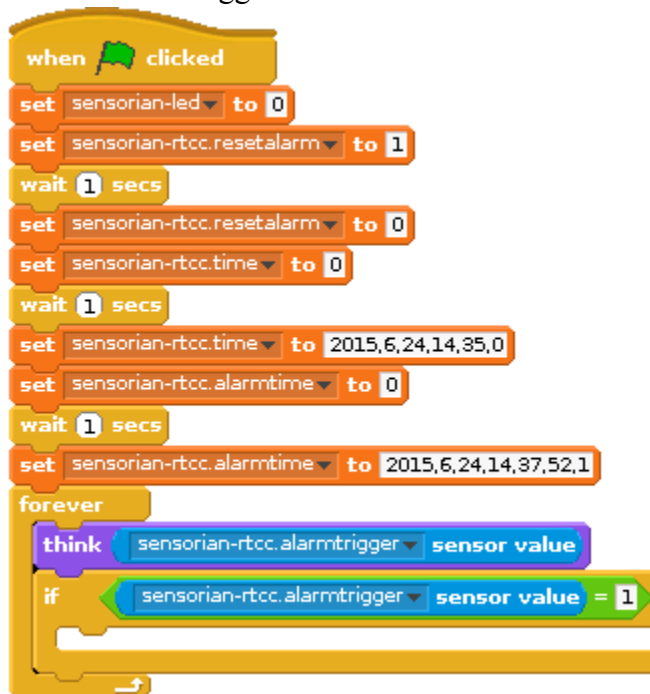 gg
when clicked
set sensorian-led to 0
set sensorian-rtcc.resetalarm to 1
wait 1 secs
set sensorian-rtcc.resetalarm to 0
set sensorian-rtcc.time to 0
wait 1 secs
set sensorian-rtcc.time to 2015,6,24,14,35,0
set sensorian-rtcc.alarmtime to 0
wait 1 secs
set sensorian-rtcc.alarmtime to 2015,6,24,14,37,52,1
forever
think sensorian-rtcc.alarmtrigger sensor value
if sensorian-rtcc.alarmtrigger sensor value = 1